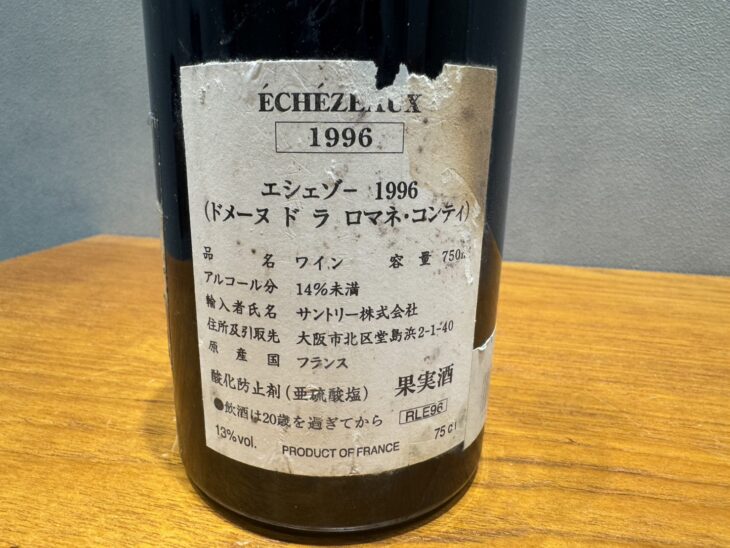 ÉCHÉZEAUX
1996
エシェゾー 1996
(ドメーヌ ド ラ ロマネ・コンティ)
品名 ワイン 容量 750m
アルコール分 14%未満
輸入者氏名 サントリー株式会社
住所及引取先 大阪市北区堂島浜2-1-40
原産国 フランス
酸化防止剤(亜硫酸塩) 果実酒
●飲酒は20歳を過ぎてから RLE96
13%vol. PRODUCT OF FRANCE 75cl